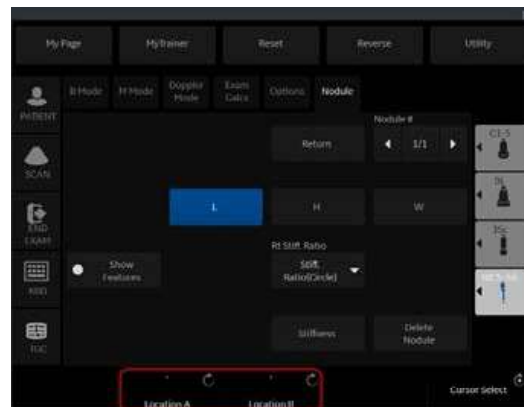 My Page MyTrainer Reset Reverse Utility
B Mode M Mode Doppler Mode Exam Calcs Options Nodule
PATIENT
Nodule #
Return 1/1
C1-5
SCAN
L H W
END EXAM
Rt Stiff Ratio
Show Features
Stiff. Ratio(Circle)
KBD
Stiffness
Delete Nodule
TGC
Location A Location B Cursor Select